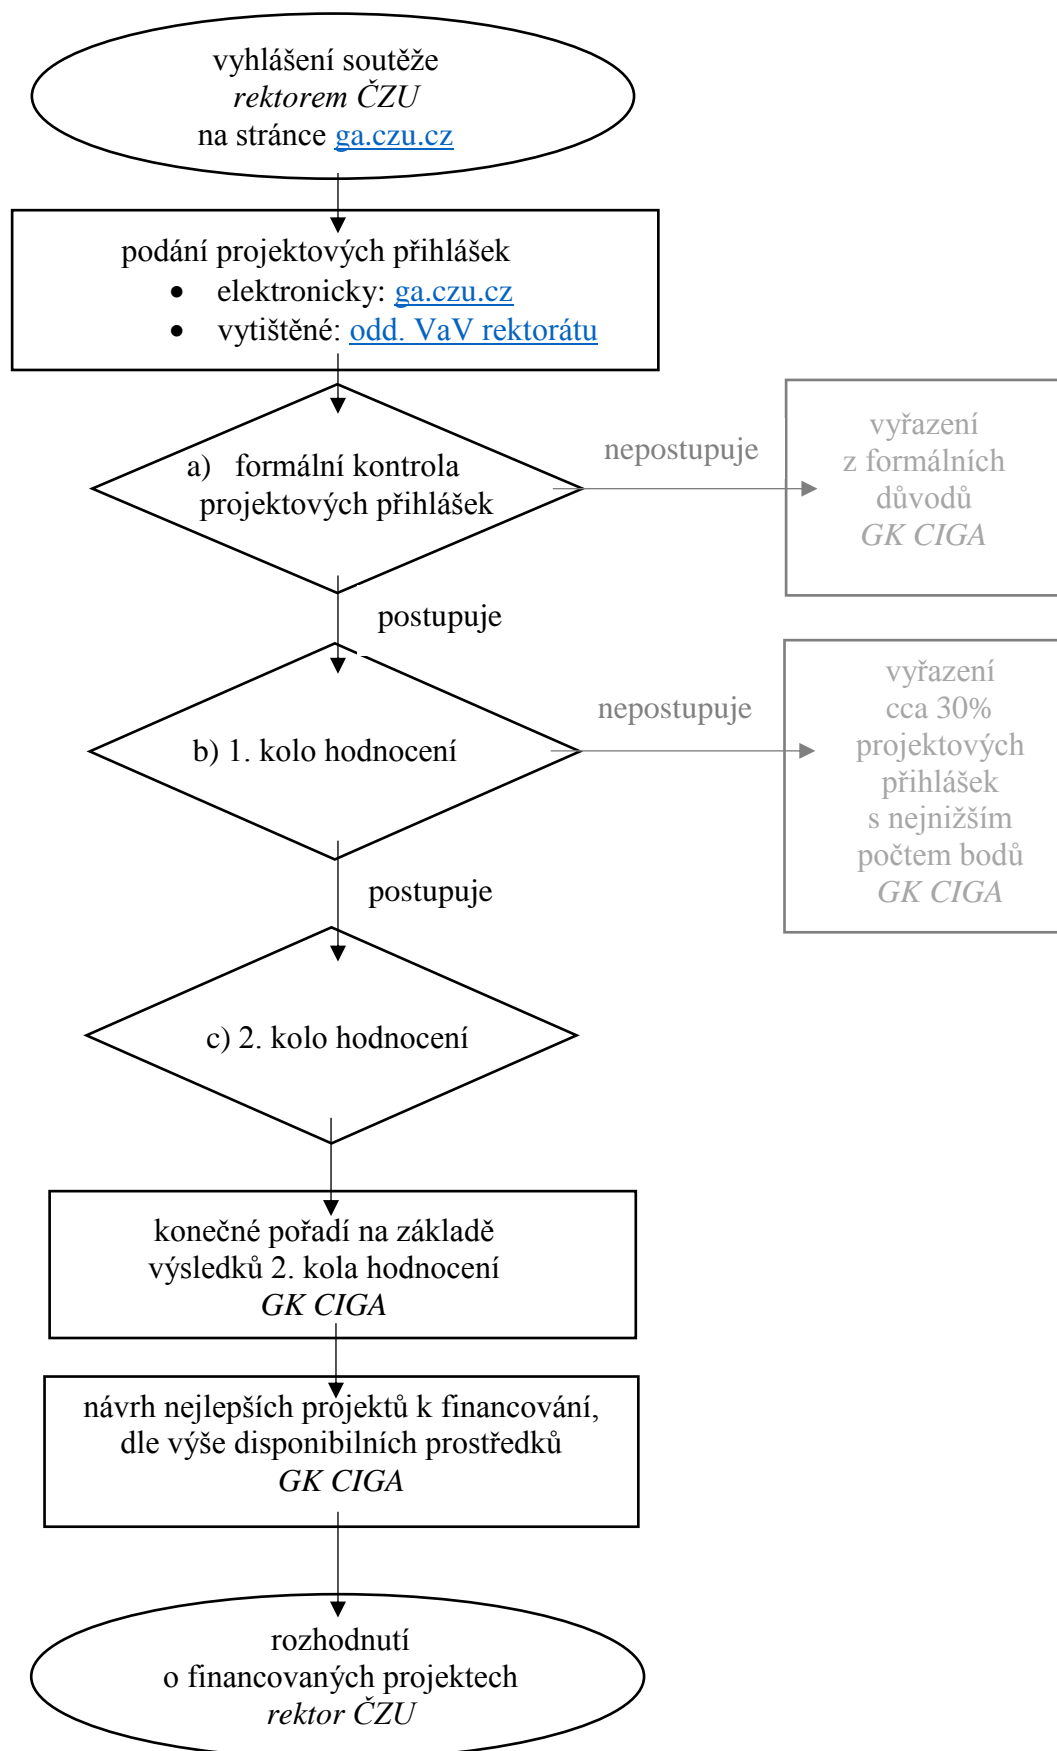 vyhlášení soutěže
rektorem ČZU
na stránce ga.czu.cz
podání projektových přihlášek
• elektronicky: ga.czu.cz
• vytištěné: odd. VaV rektorátu
a) formální kontrola
projektových přihlášek
nepostupuje
vyřazení
z formálních
důvodů
GK CIGA
postupuje
b) 1. kolo hodnocení
nepostupuje
vyřazení
cca 30%
projektových
přihlášek
s nejnižším
počtem bodů
GK CIGA
postupuje
c) 2. kolo hodnocení
konečné pořadí na základě
výsledků 2. kola hodnocení
GK CIGA
návrh nejlepších projektů k financování,
dle výše disponibilních prostředků
GK CIGA
rozhodnutí
o financovaných projektech
rektor ČZU